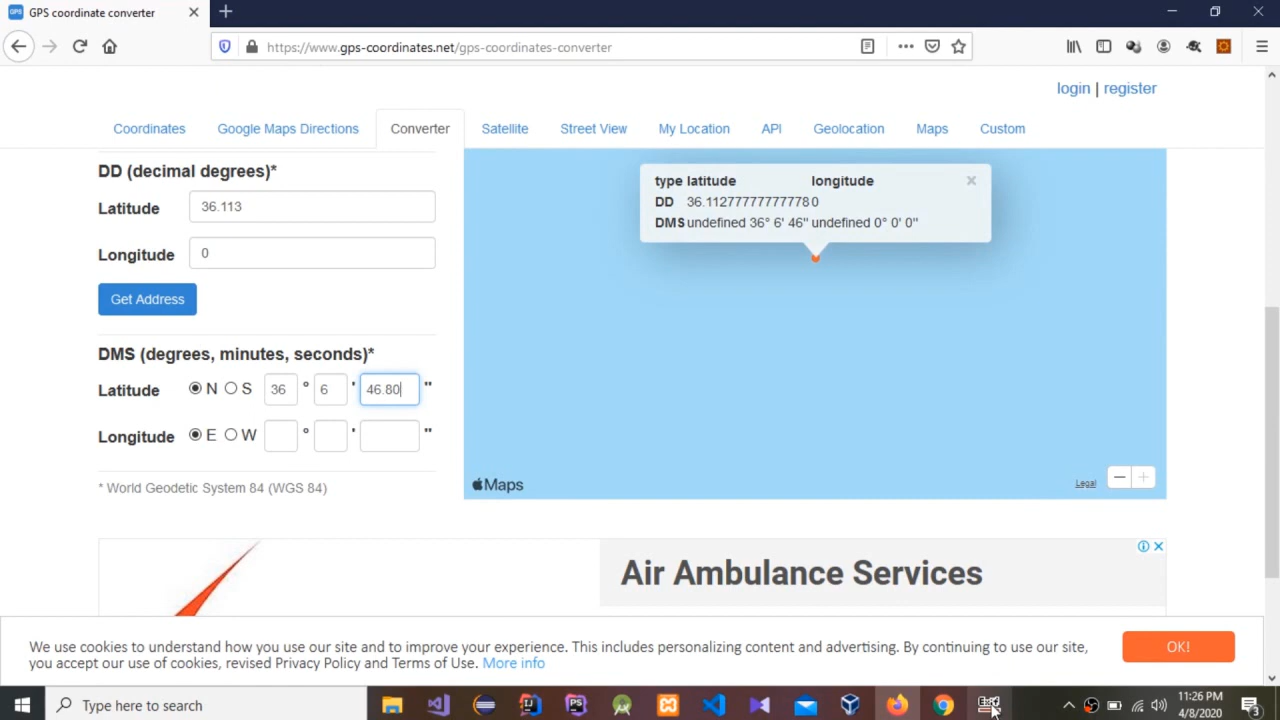 GPS coordinate converter
https://www.gps-coordinates.net/gps-coordinates-converter
login | register
Coordinates
Google Maps Directions
Converter
Satellite
Street View
My Location
API
Geolocation
Maps
Custom
DD (decimal degrees)*
Latitude 36.113
Longitude 0
Get Address
DMS (degrees, minutes, seconds)*
Latitude N S 36 ° 6 ' 46.80 "
Longitude E W ° ' "
* World Geodetic System 84 (WGS 84)
type latitude longitude
DD 36.1127777777777780
DMS undefined 36° 6' 46" undefined 0° 0' 0"
Maps
Legal
Air Ambulance Services
We use cookies to understand how you use our site and to improve your experience. This includes personalizing content and advertising. By continuing to use our site,
you accept our use of cookies, revised Privacy Policy and Terms of Use. More info
OK!
Type here to search
11:26 PM
4/8/2020
3